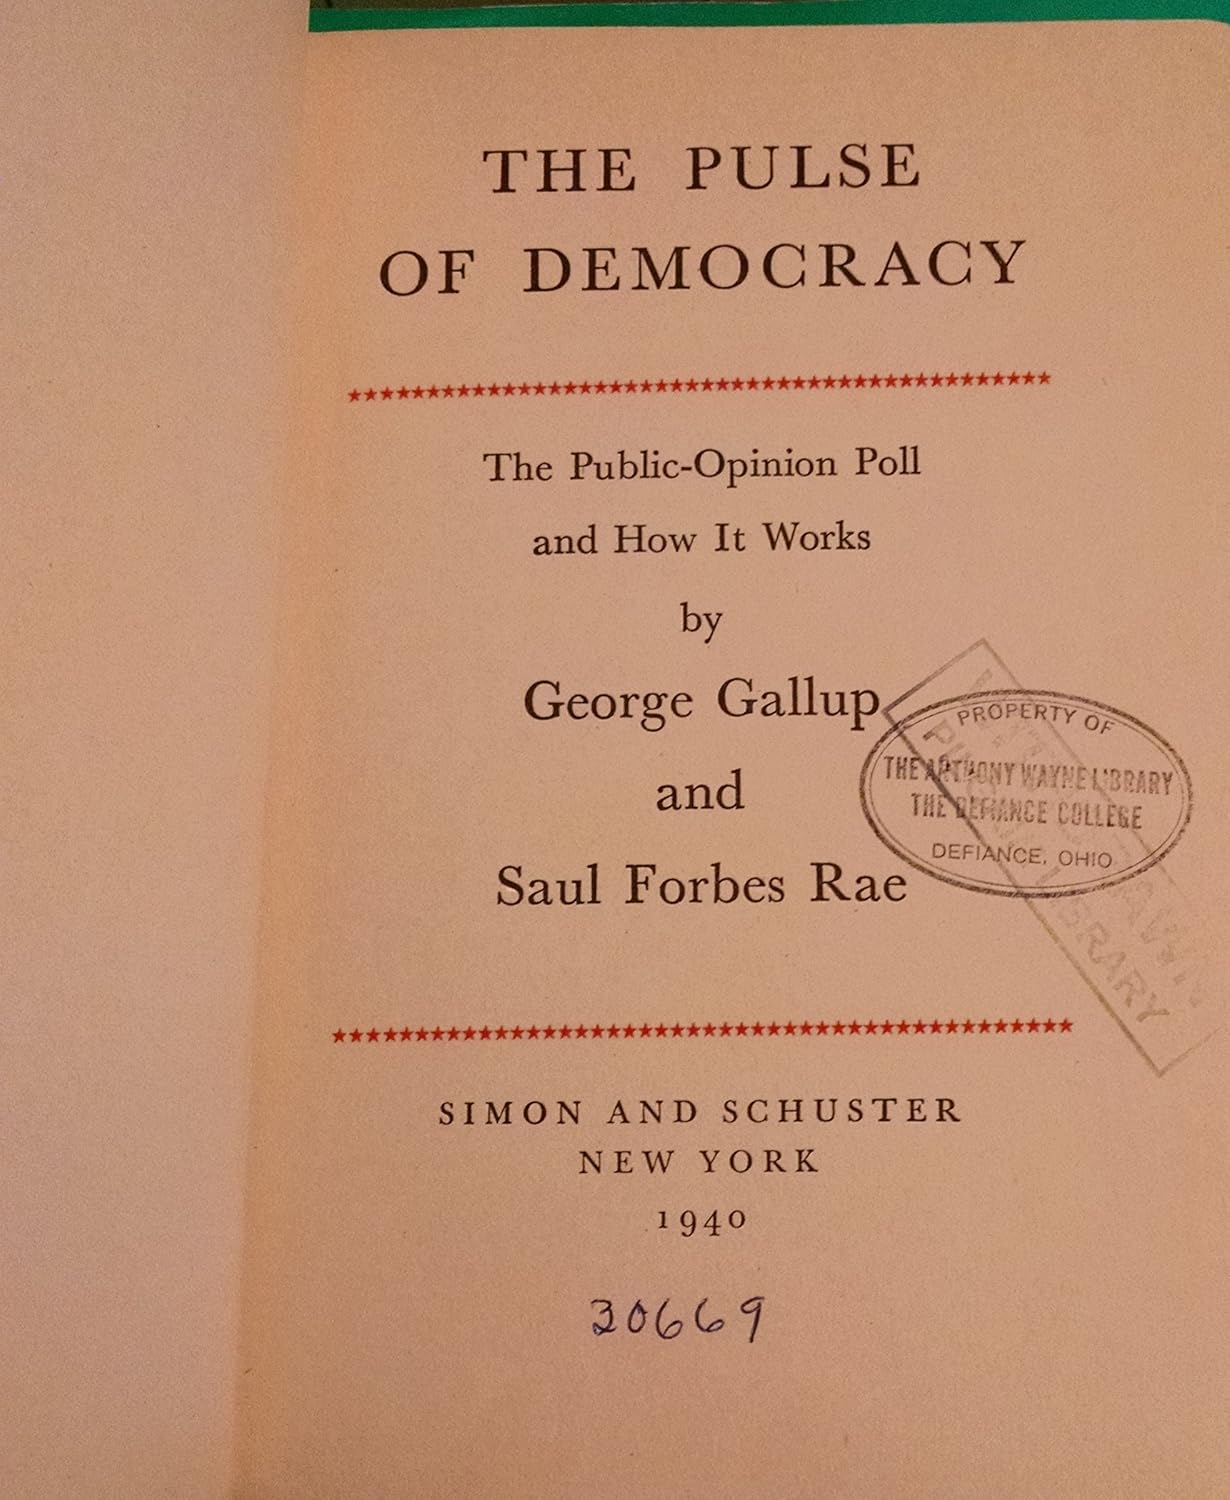 THE PULSE
OF DEMOCRACY
The Public-Opinion Poll
and How It Works
by
George Gallup
and
Saul Forbes Rae
PROPERTY OF
THE ANTHONY WAYNE LIBRARY
THE DEFIANCE COLLEGE
DEFIANCE, OHIO
LIBRARY
SIMON AND SCHUSTER
NEW YORK
1940
30669